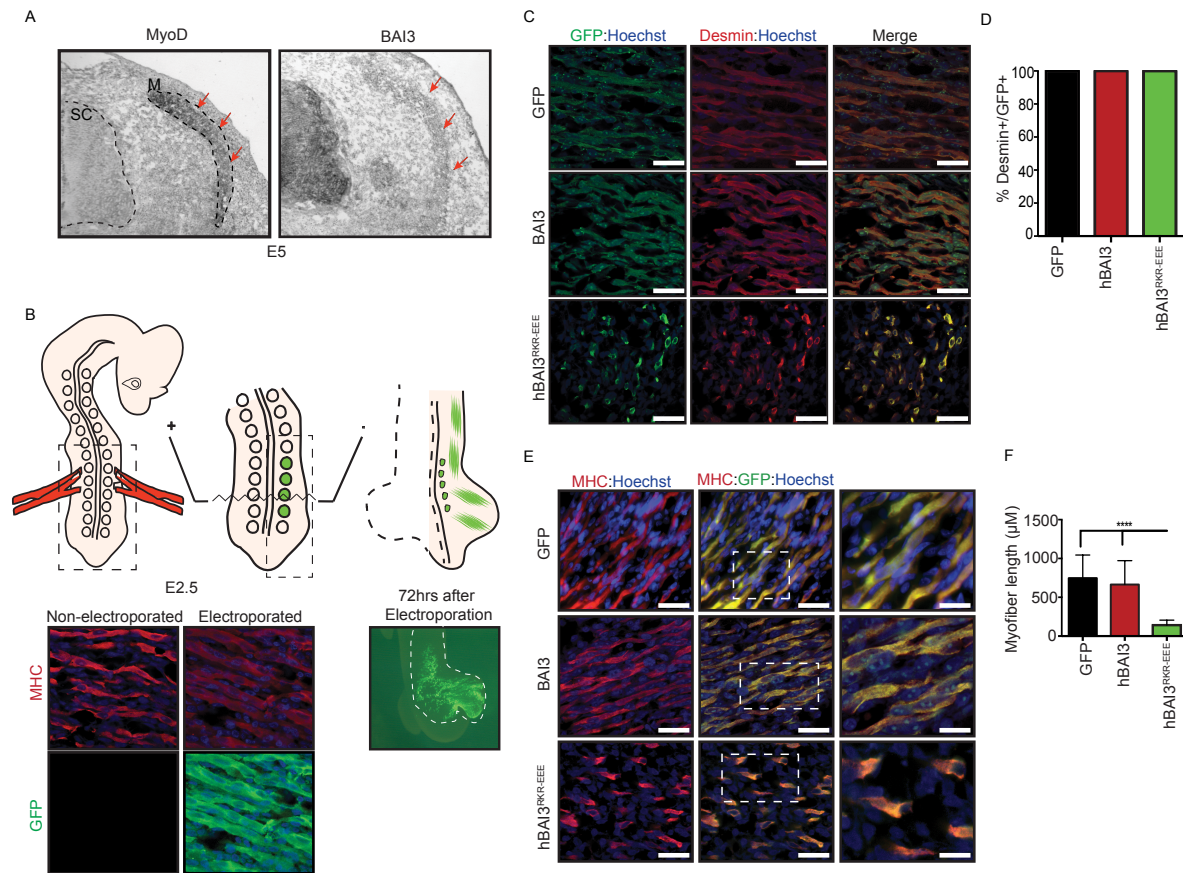 A
MyoD
BAI3
M
SC
E5
B
+
-
E2.5
72hrs after
Electroporation
Non-electroporated
Electroporated
MHC
GFP
C
GFP:Hoechst
Desmin:Hoechst
Merge
GFP
BAI3
hBAI3RKR-EEE
D
% Desmin+/GFP+
100
80
60
40
20
0
GFP
hBAI3
hBAI3RKR-EEE
E
MHC:Hoechst
MHC:GFP:Hoechst
GFP
BAI3
hBAI3RKR-EEE
F
Myofiber length (μM)
1500
1000
500
0
****
GFP
hBAI3
hBAI3RKR-EEE